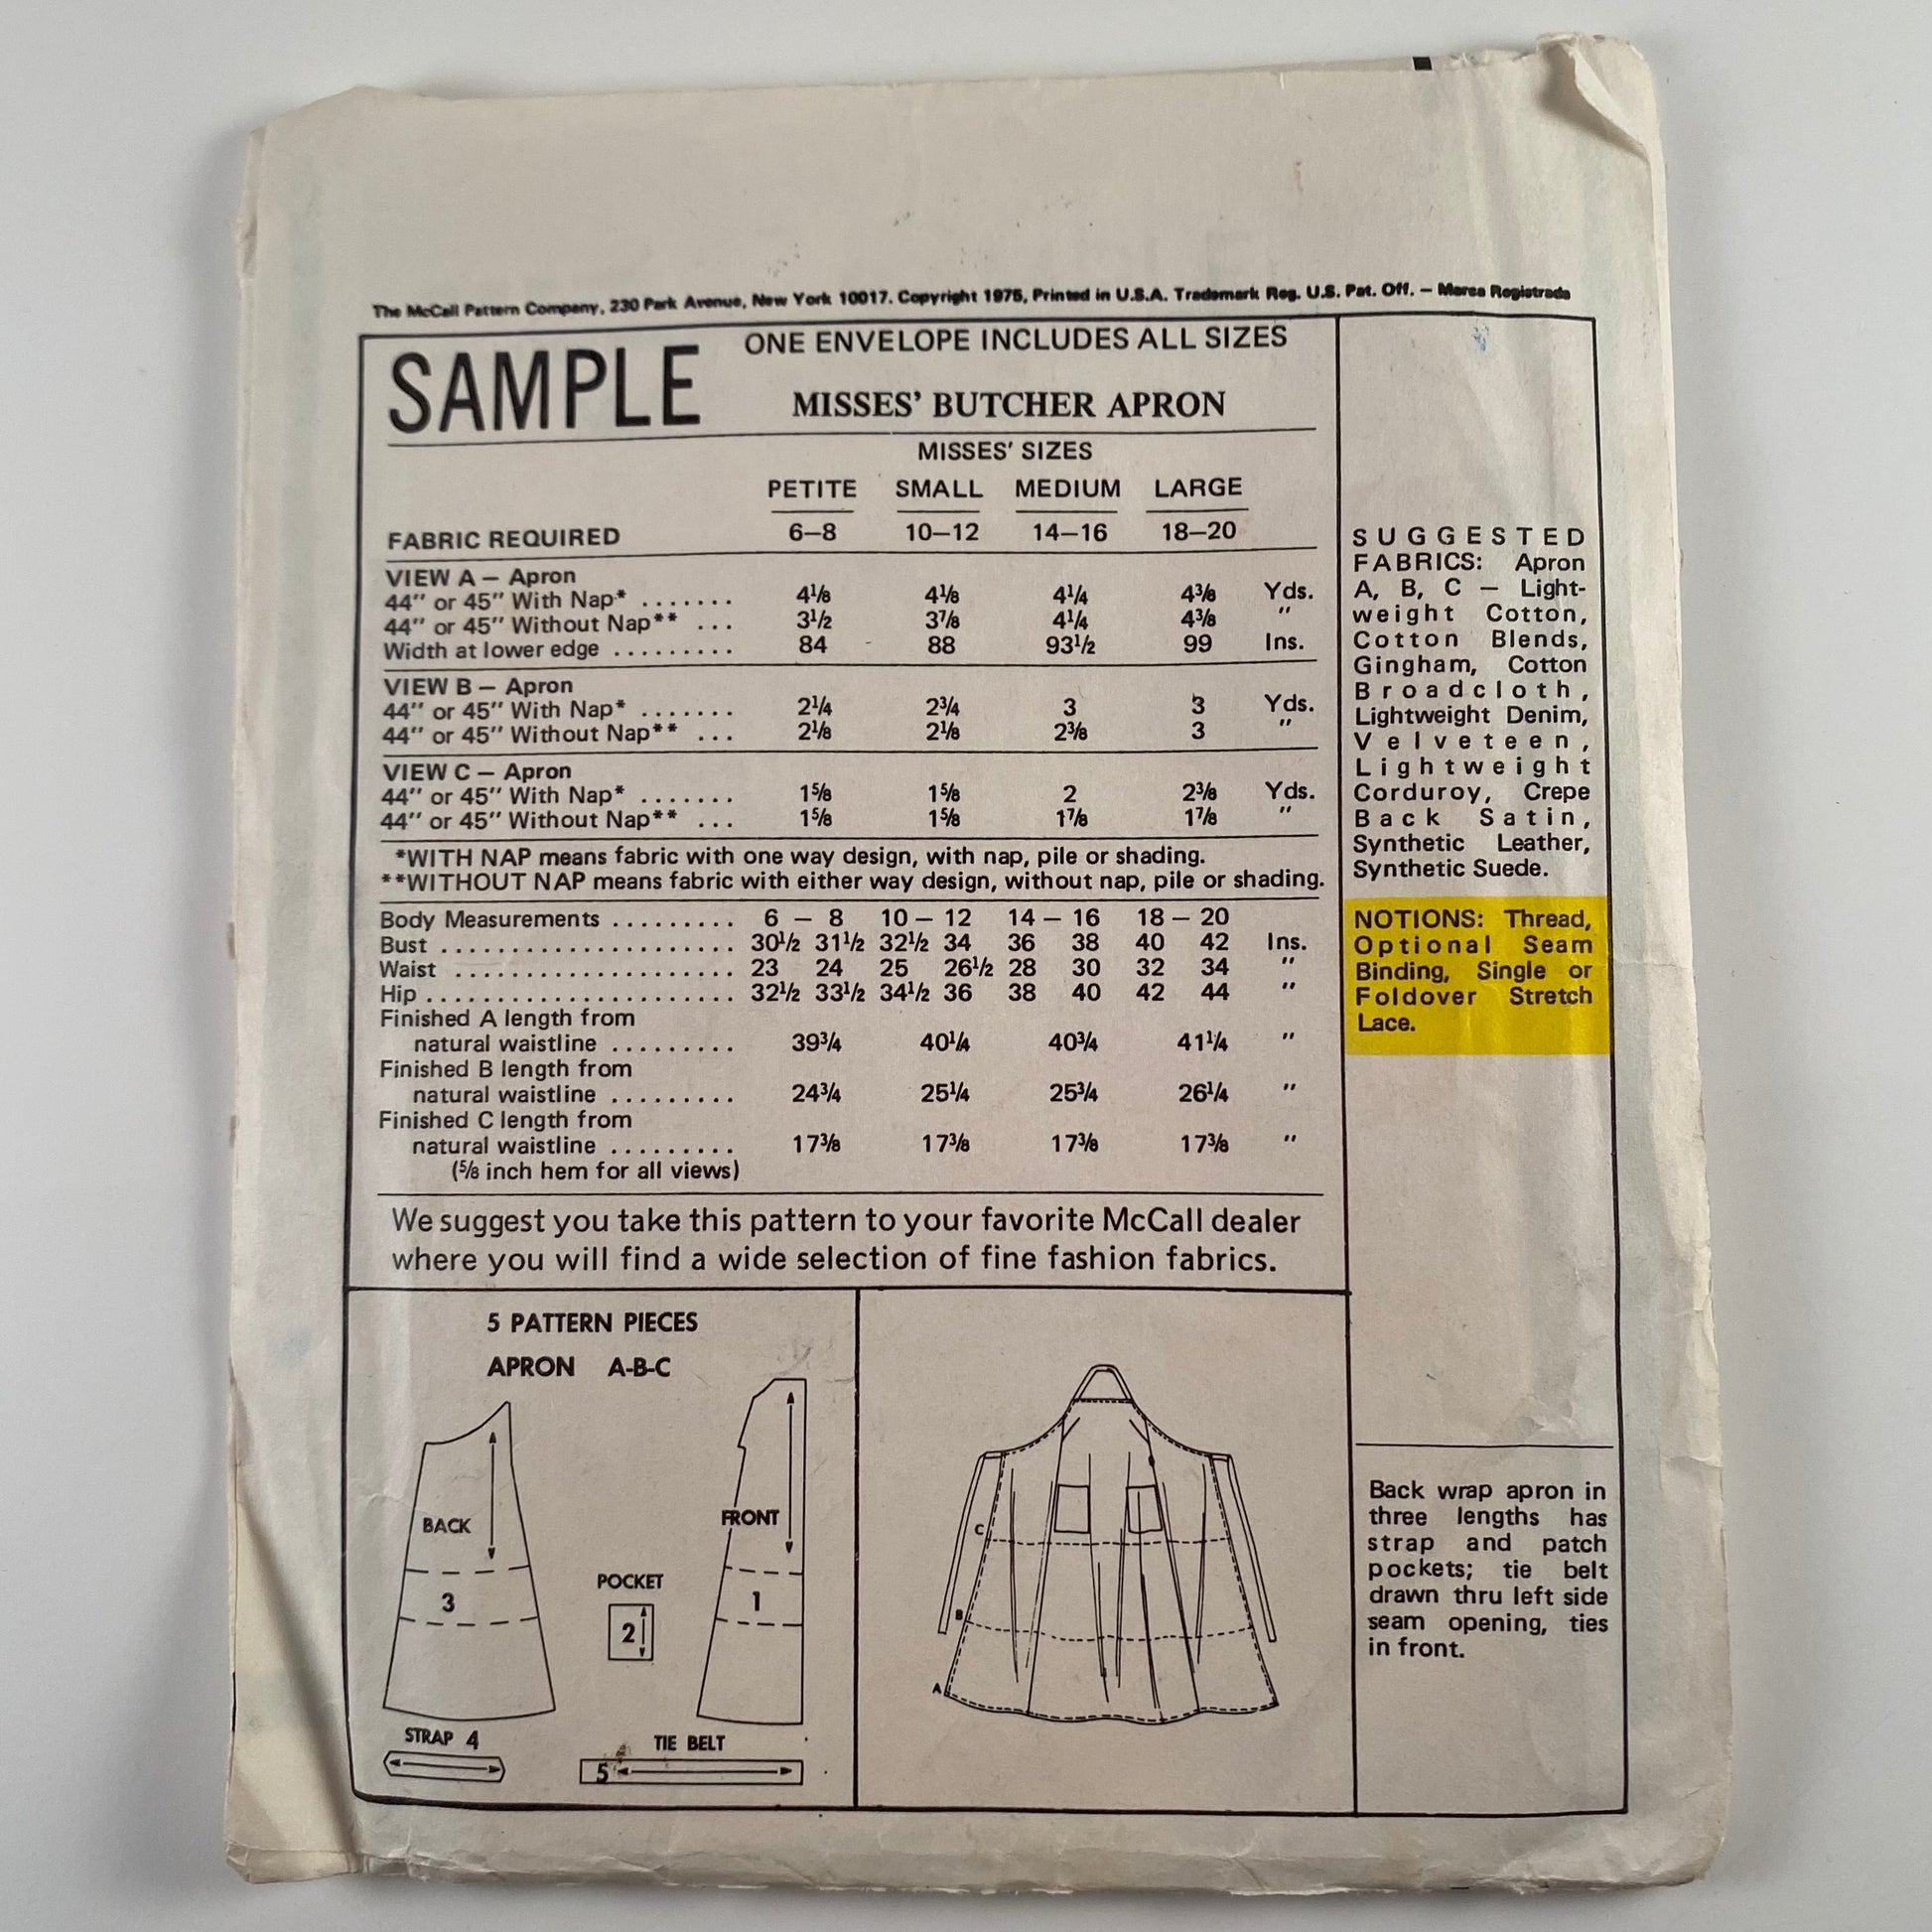 The McCall Pattern Company, 230 Park Avenue, New York 10017. Copyright 1975, Printed in U.S.A. Trademark Reg. U.S. Pat. Off. — Marca Registrada
SAMPLE
ONE ENVELOPE INCLUDES ALL SIZES
MISSES' BUTCHER APRON
MISSES' SIZES
PETITE SMALL MEDIUM LARGE
FABRIC REQUIRED 6–8 10–12 14–16 18–20
VIEW A — Apron
44" or 45" With Nap* ....... 4⅛ 4⅛ 4¼ 4⅜ Yds.
44" or 45" Without Nap** ... 3½ 3⅞ 4¼ 4⅜ "
Width at lower edge ......... 84 88 93½ 99 Ins.
VIEW B — Apron
44" or 45" With Nap* ....... 2¼ 2¾ 3 3 Yds.
44" or 45" Without Nap** ... 2⅛ 2⅛ 2⅜ 3 "
VIEW C — Apron
44" or 45" With Nap* ....... 1⅝ 1⅝ 2 2⅜ Yds.
44" or 45" Without Nap** ... 1⅝ 1⅝ 1⅞ 1⅞ "
*WITH NAP means fabric with one way design, with nap, pile or shading.
**WITHOUT NAP means fabric with either way design, without nap, pile or shading.
Body Measurements ......... 6 — 8 10 — 12 14 — 16 18 — 20
Bust ...................... 30½ 31½ 32½ 34 36 38 40 42 Ins.
Waist ..................... 23 24 25 26½ 28 30 32 34 "
Hip ....................... 32½ 33½ 34½ 36 38 40 42 44 "
Finished A length from
natural waistline ......... 39¾ 40¼ 40¾ 41¼ "
Finished B length from
natural waistline ......... 24¾ 25¼ 25¾ 26¼ "
Finished C length from
natural waistline ......... 17⅜ 17⅜ 17⅜ 17⅜ "
(⅝ inch hem for all views)
We suggest you take this pattern to your favorite McCall dealer
where you will find a wide selection of fine fashion fabrics.
SUGGESTED
FABRICS: Apron
A, B, C — Light-
weight Cotton,
Cotton Blends,
Gingham, Cotton
Broadcloth,
Lightweight Denim,
Velveteen,
Lightweight
Corduroy, Crepe
Back Satin,
Synthetic Leather,
Synthetic Suede.
NOTIONS: Thread,
Optional Seam
Binding, Single or
Foldover Stretch
Lace.
5 PATTERN PIECES
APRON A-B-C
BACK
3
FRONT
1
POCKET
2
STRAP 4
TIE BELT
5
C
B
A
Back wrap apron in
three lengths has
strap and patch
pockets; tie belt
drawn thru left side
seam opening, ties
in front.